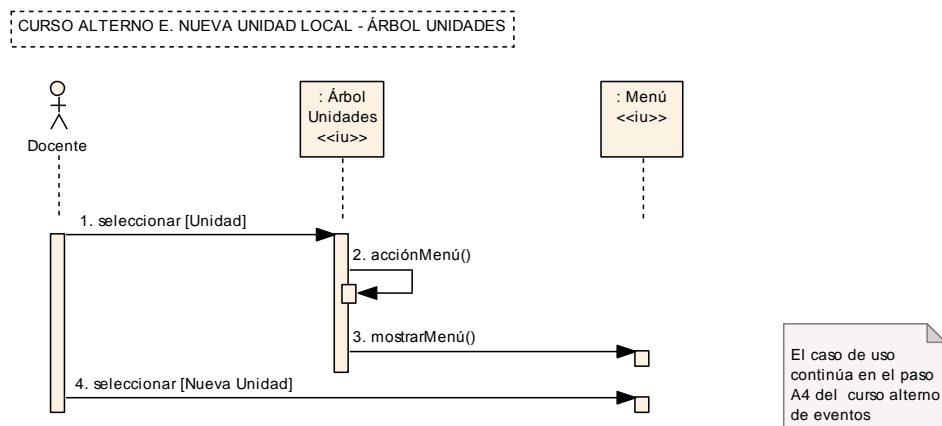 CURSO ALTERNO E. NUEVA UNIDAD LOCAL - ÁRBOL UNIDADES
: Árbol
Unidades
<<iu>>
: Menú
<<iu>>
Docente
1. seleccionar [Unidad]
2. acciónMenú()
3. mostrarMenú()
4. seleccionar [Nueva Unidad]
El caso de uso
continúa en el paso
A4 del curso alterno
de eventos